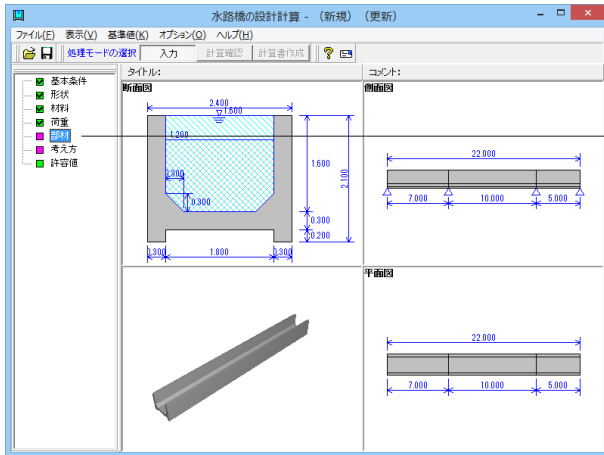 水路橋の設計計算 - （新規）（更新）
ファイル(F) 表示(V) 基準値(K) オプション(O) ヘルプ(H)
処理モードの選択 入力 計算確認 計算書作成
基本条件
形状
材料
荷重
部材
考え方
許容値
タイトル:
コメント:
断面図
2.400
1.600
1.200
0.300
0.300
1.600
2.100
0.300
0.200
0.300 1.800 0.300
側面図
22.000
7.000 10.000 5.000
平面図
22.000
7.000 10.000 5.000